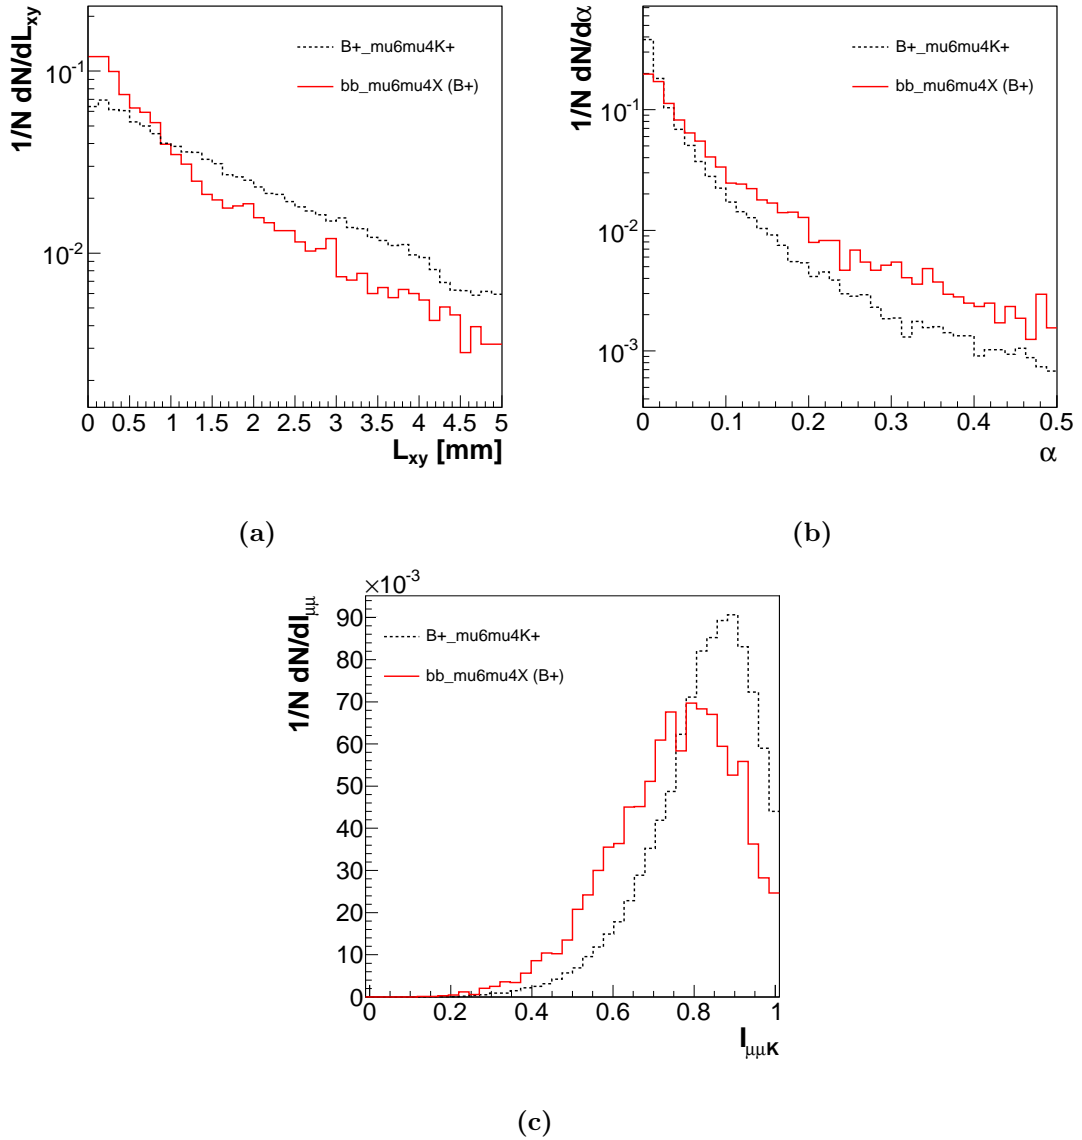 1/N dN/dLxy
B+_mu6mu4K+
bb_mu6mu4X (B+)
10-1
10-2
0 0.5 1 1.5 2 2.5 3 3.5 4 4.5 5
Lxy [mm]
(a)
1/N dN/dα
B+_mu6mu4K+
bb_mu6mu4X (B+)
10-1
10-2
10-3
0 0.1 0.2 0.3 0.4 0.5
α
(b)
×10-3
1/N dN/dIμμ
B+_mu6mu4K+
bb_mu6mu4X (B+)
90
80
70
60
50
40
30
20
10
0
0 0.2 0.4 0.6 0.8 1
IμμK
(c)